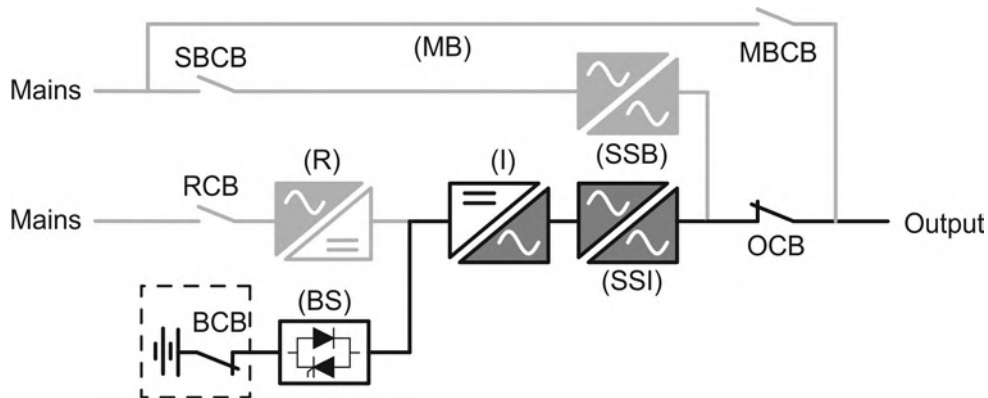 (MB)
MBCB
SBCB
Mains
(SSB)
(R)
(I)
RCB
Mains
Output
OCB
(SSI)
(BS)
BCB